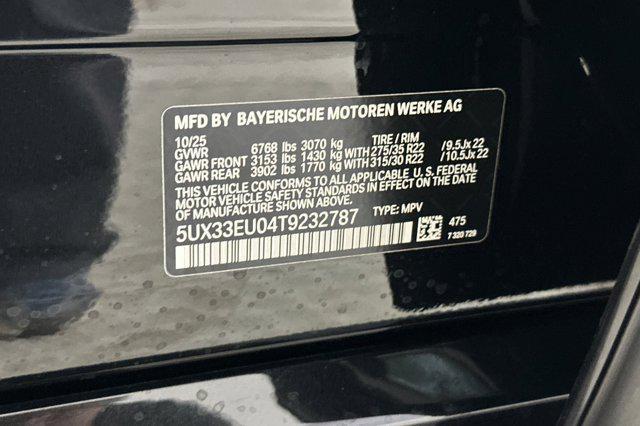 MFD BY BAYERISCHE MOTOREN WERKE AG
10/25
GVWR 6768 lbs 3070 kg TIRE / RIM
GAWR FRONT 3153 lbs 1430 kg WITH 275/35 R22 /9.5Jx22
GAWR REAR 3902 lbs 1770 kg WITH 315/30 R22 /10.5Jx22
THIS VEHICLE CONFORMS TO ALL APPLICABLE U. S. FEDERAL
MOTOR VEHICLE SAFETY STANDARDS IN EFFECT ON THE DATE
OF MANUFACTURE SHOWN ABOVE.
5UX33EU04T9232787 TYPE: MPV
475
7 320 729